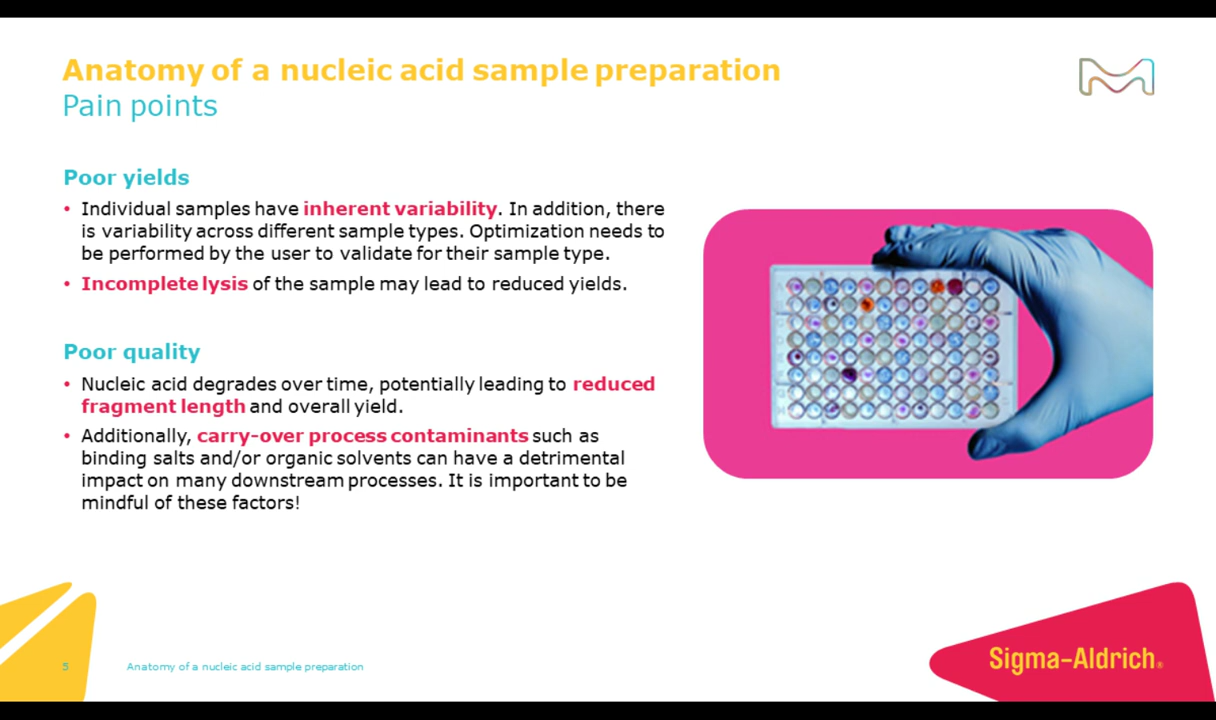 Anatomy of a nucleic acid sample preparation
Pain points
Poor yields
• Individual samples have inherent variability. In addition, there
is variability across different sample types. Optimization needs to
be performed by the user to validate for their sample type.
• Incomplete lysis of the sample may lead to reduced yields.
Poor quality
• Nucleic acid degrades over time, potentially leading to reduced
fragment length and overall yield.
• Additionally, carry-over process contaminants such as
binding salts and/or organic solvents can have a detrimental
impact on many downstream processes. It is important to be
mindful of these factors!
5
Anatomy of a nucleic acid sample preparation
Sigma-Aldrich®